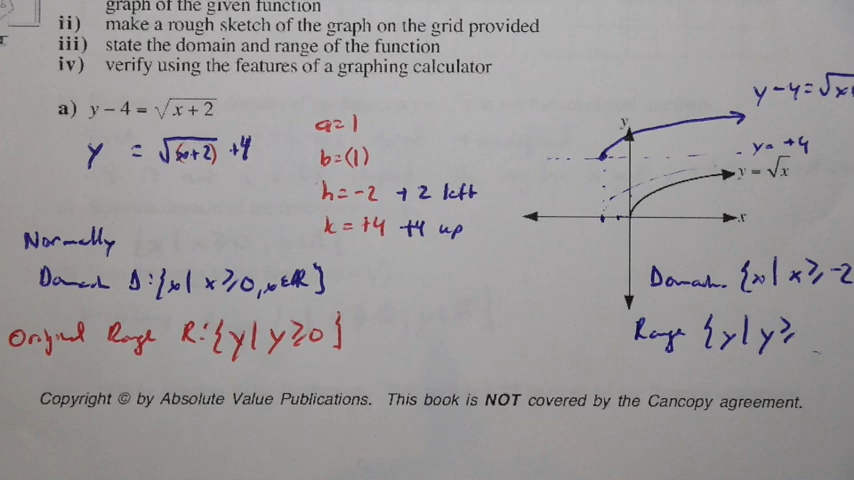 graph of the given function
ii) make a rough sketch of the graph on the grid provided
iii) state the domain and range of the function
iv) verify using the features of a graphing calculator
a) y − 4 = √(x + 2)
y = √((x+2)) +4
a=1
b=(1)
h=-2 → 2 left
k=+4 +4 up
y-4=√x
y
y=+4
y = √x
x
Normally
Domain D:{x| x≥0, x∈R}
Original Range R:{y| y≥0}
Domain. {x| x≥-2
Range {y| y≥
Copyright © by Absolute Value Publications. This book is NOT covered by the Cancopy agreement.